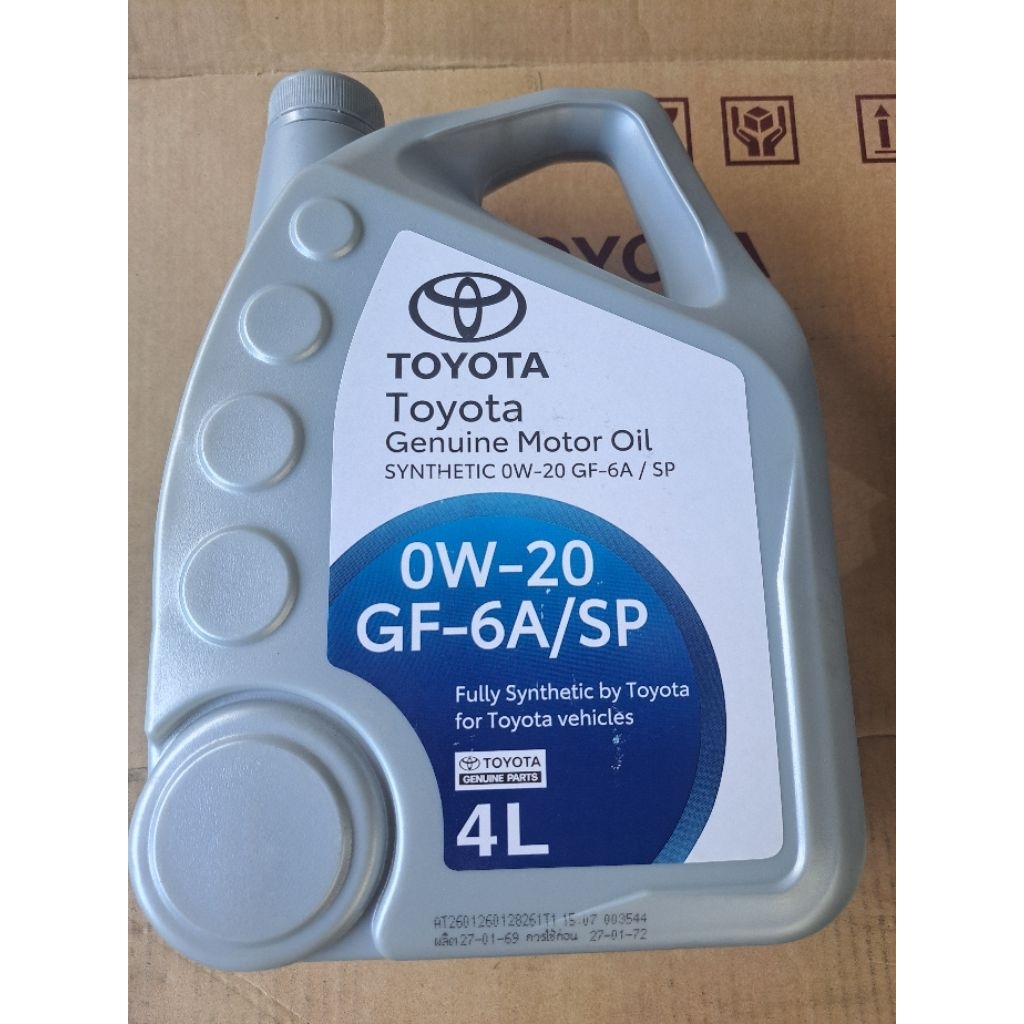 TOYOTA
TOYOTA
Toyota
Genuine Motor Oil
SYNTHETIC 0W-20 GF-6A / SP
0W-20
GF-6A/SP
Fully Synthetic by Toyota
for Toyota vehicles
TOYOTA
GENUINE PARTS
4L
AT2601260128261T1 15 07 003544
ผลิต 27-01-69 ควรใช้ก่อน 27-01-72